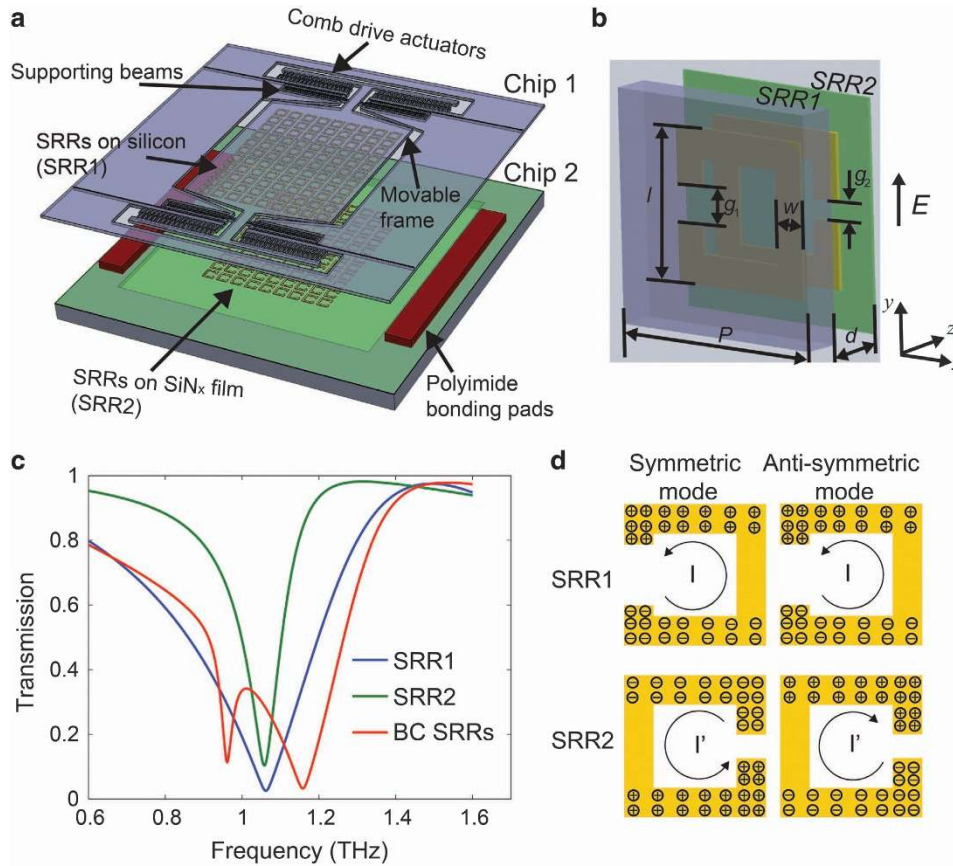 a
Comb drive actuators
Supporting beams
Chip 1
SRRs on silicon
(SRR1)
Chip 2
Movable
frame
SRRs on SiNx film
(SRR2)
Polyimide
bonding pads
b
SRR2
SRR1
l
g1
w
g2
E
P
d
y
z
c
Transmission
1
0.8
0.6
0.4
0.2
0
0.6 0.8 1 1.2 1.4 1.6
Frequency (THz)
SRR1
SRR2
BC SRRs
d
Symmetric
mode
Anti-symmetric
mode
SRR1
I
I
SRR2
I'
I'